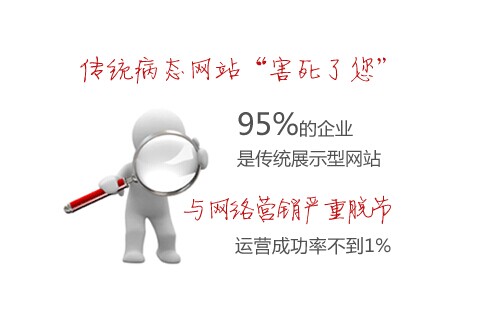 传统病态网站“害死了您”
95%的企业
是传统展示型网站
与网络营销严重脱节
运营成功率不到1%